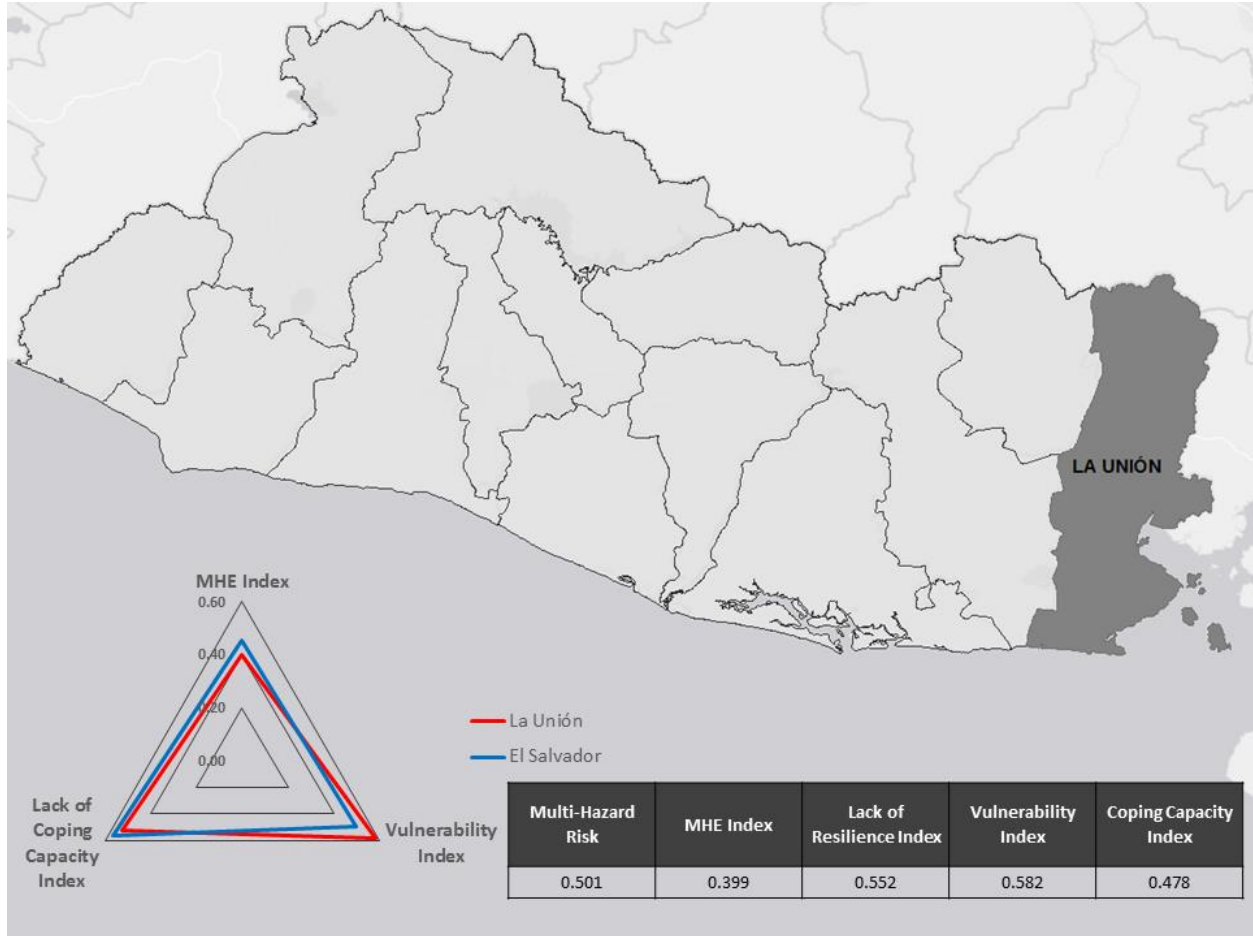 LA UNIÓN
MHE Index
0.60
0.40
0.20
0.00
Lack of
Coping
Capacity
Index
Vulnerability
Index
La Unión
El Salvador
Multi-Hazard
Risk
MHE Index
Lack of
Resilience Index
Vulnerability
Index
Coping Capacity
Index
0.501
0.399
0.552
0.582
0.478